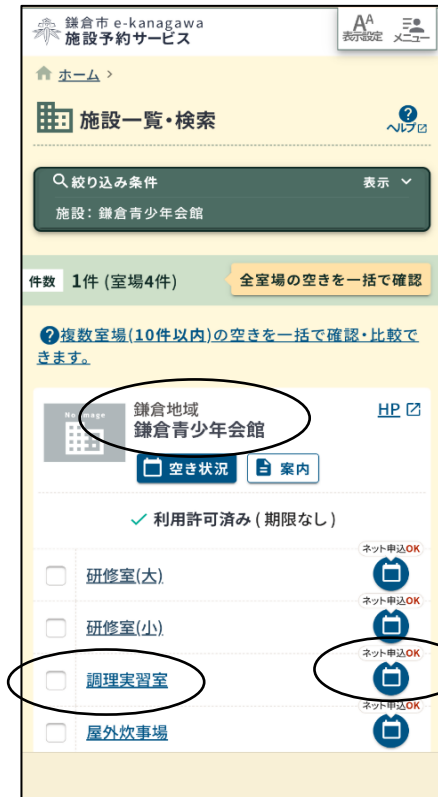 鎌倉市 e-kanagawa
施設予約サービス
AA
表示設定
メニュー
ホーム >
施設一覧・検索
?
ヘルプ
絞り込み条件
表示
施設: 鎌倉青少年会館
件数 1件 (室場4件)
全室場の空きを一括で確認
?複数室場(10件以内)の空きを一括で確認・比較で
きます。
No image
鎌倉地域
鎌倉青少年会館
HP
空き状況
案内
利用許可済み ( 期限なし )
ネット申込OK
研修室(大)
ネット申込OK
研修室(小)
ネット申込OK
調理実習室
ネット申込OK
屋外炊事場